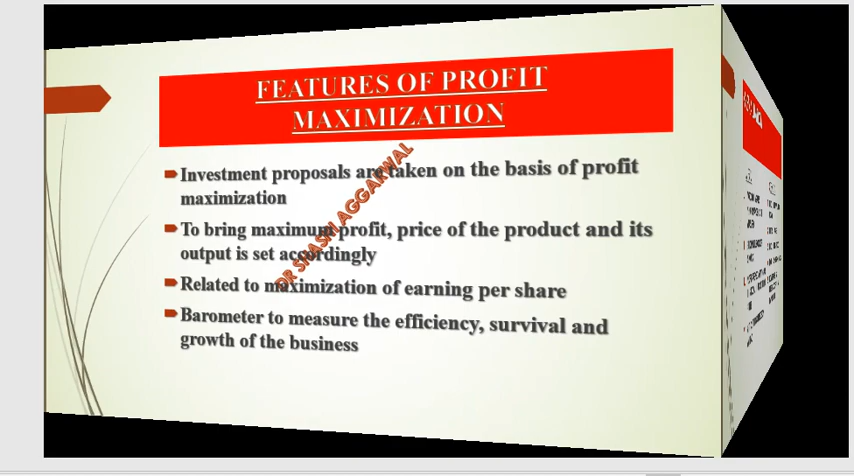 FEATURES OF PROFIT
MAXIMIZATION
Investment proposals are taken on the basis of profit
maximization
To bring maximum profit, price of the product and its
output is set accordingly
Related to maximization of earning per share
Barometer to measure the efficiency, survival and
growth of the business
DR SHASHI AGGARWAL